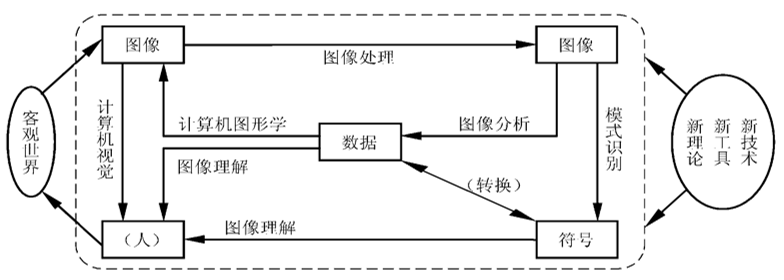 图像
图像处理
图像
客观世界
计算机视觉
计算机图形学
图像分析
数据
模式识别
图像理解
(转换)
(人)
图像理解
符号
新理论
新工具
新技术